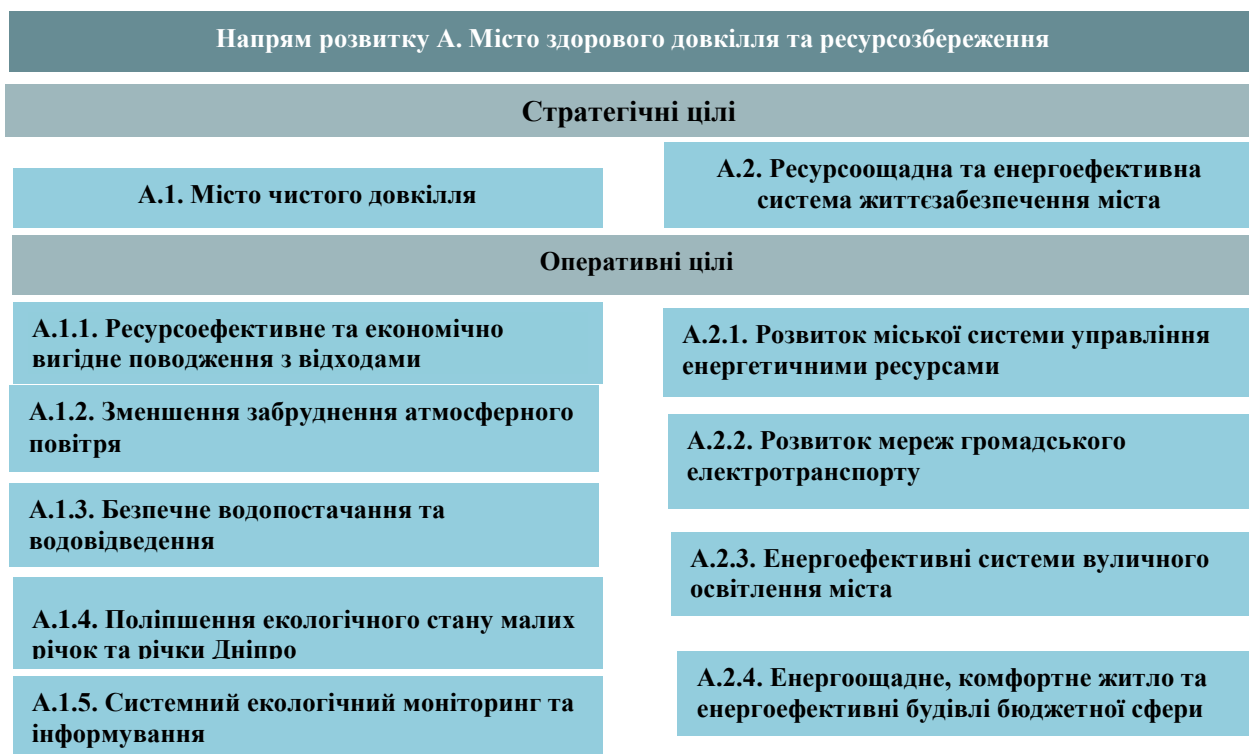 Напрям розвитку А. Місто здорового довкілля та ресурсозбереження
Стратегічні цілі
А.1. Місто чистого довкілля
А.2. Ресурсоощадна та енергоефективна
система життєзабезпечення міста
Оперативні цілі
А.1.1. Ресурсоефективне та економічно
вигідне поводження з відходами
А.1.2. Зменшення забруднення атмосферного
повітря
А.1.3. Безпечне водопостачання та
водовідведення
А.1.4. Поліпшення екологічного стану малих
річок та річки Дніпро
А.1.5. Системний екологічний моніторинг та
інформування
А.2.1. Розвиток міської системи управління
енергетичними ресурсами
А.2.2. Розвиток мереж громадського
електротранспорту
А.2.3. Енергоефективні системи вуличного
освітлення міста
А.2.4. Енергоощадне, комфортне житло та
енергоефективні будівлі бюджетної сфери